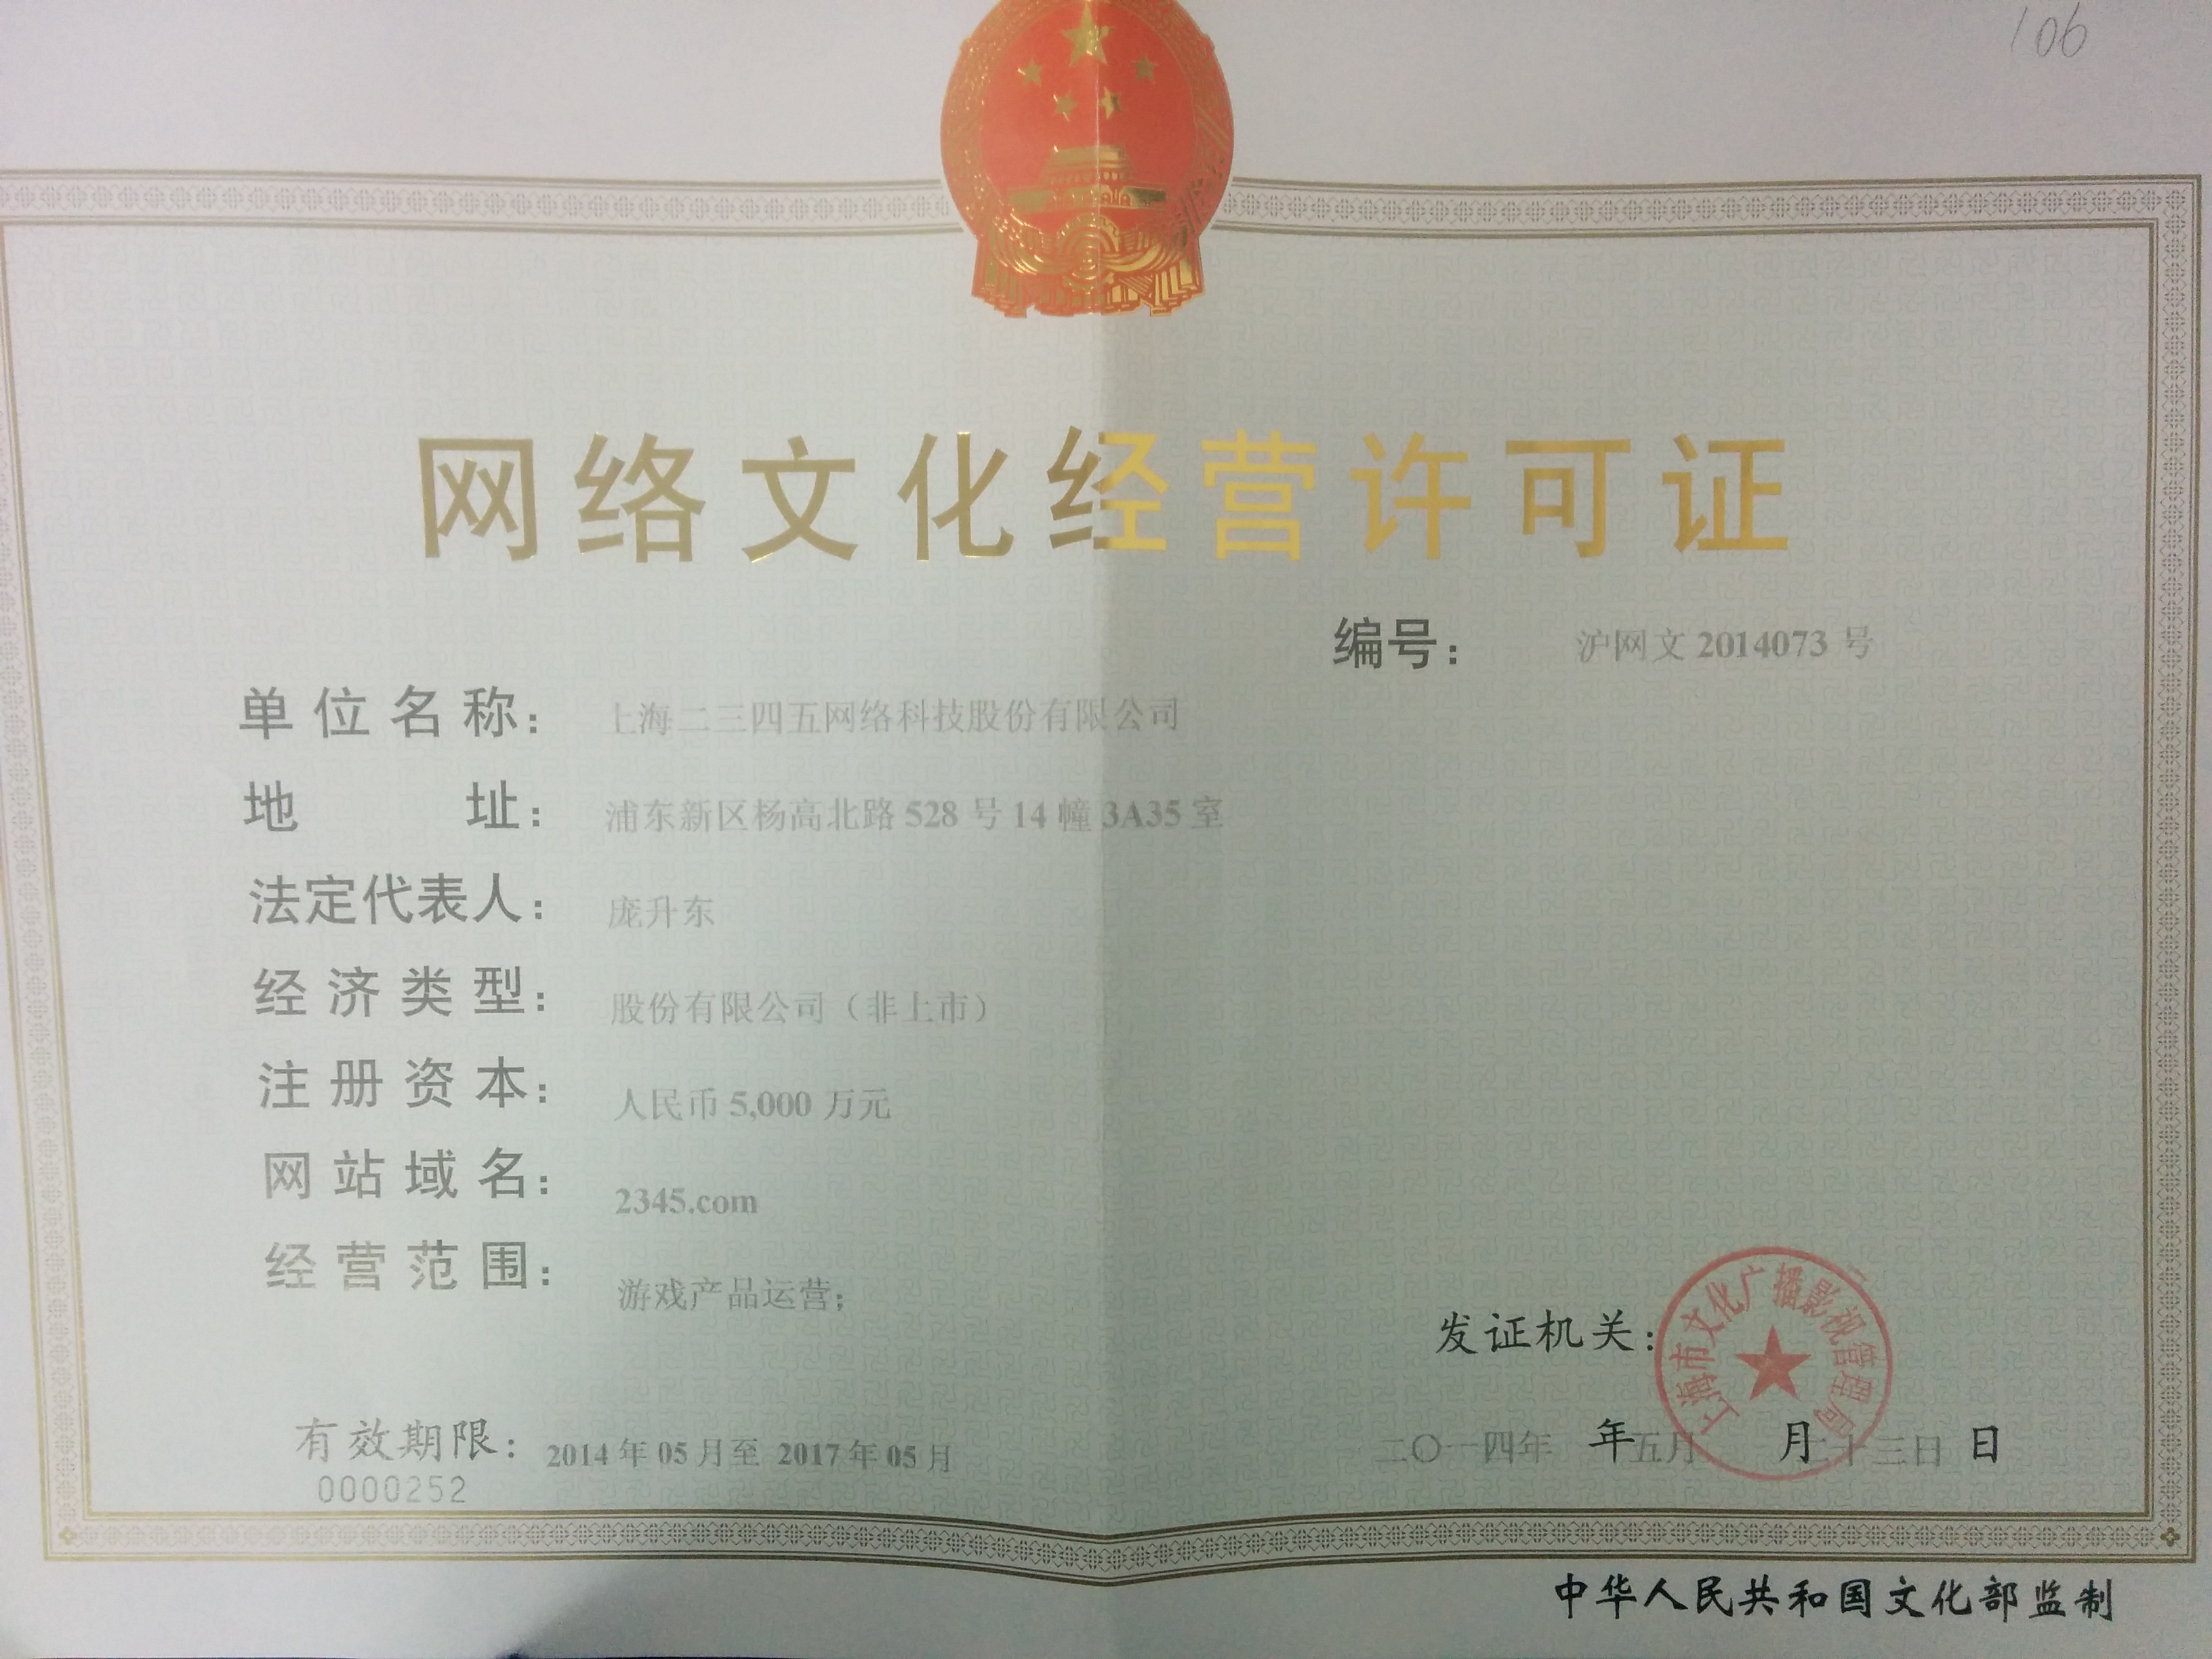 106
网络文化经营许可证
编号： 沪网文 2014073 号
单位名称： 上海二三四五网络科技股份有限公司
地 址： 浦东新区杨高北路 528 号 14 幢 3A35 室
法定代表人： 庞升东
经济类型： 股份有限公司（非上市）
注册资本： 人民币 5,000 万元
网站域名： 2345.com
经营范围： 游戏产品运营；
发证机关：
上海市文化广播影视管理局
有效期限： 2014 年 05 月至 2017 年 05 月
二〇一四年 年 五月 月 二十三日 日
0000252
中华人民共和国文化部监制